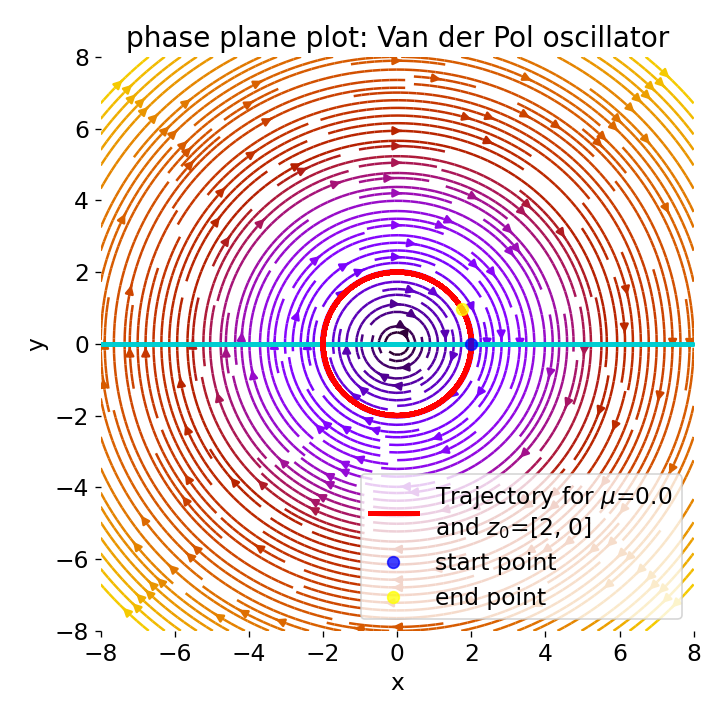 phase plane plot: Van der Pol oscillator
8
6
4
2
0
−2
−4
−6
−8
y
Trajectory for μ=0.0
and z₀=[2, 0]
start point
end point
−8 −6 −4 −2 0 2 4 6 8
x